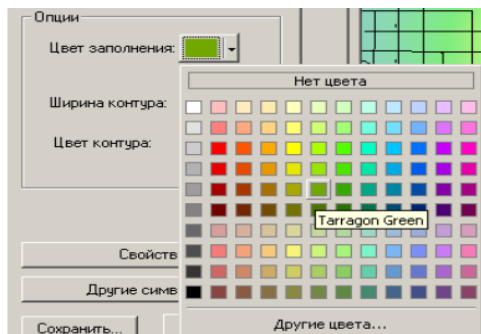 Опции
Цвет заполнения:
Нет цвета
Ширина контура:
Цвет контура:
Tarragon Green
Свойств
Другие симв
Сохранить...
Другие цвета...